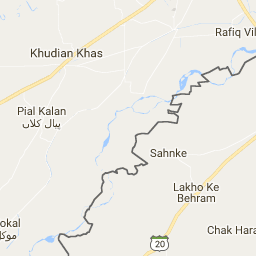 Rafiq Vil
Khudian Khas
Pial Kalan
پیال کلاں
Sahnke
Lakho Ke
Behram
okal
موکل
Chak Hara
20